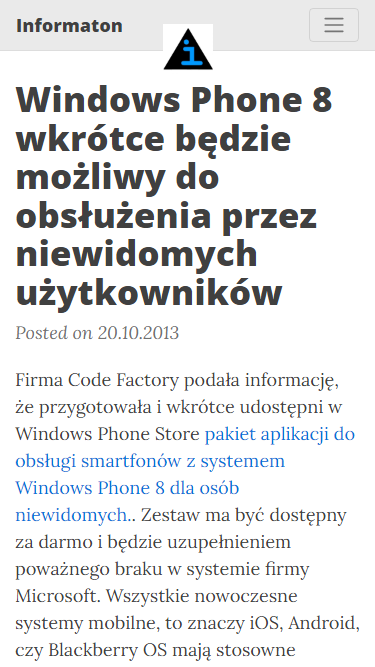 Informaton
i
Windows Phone 8
wkrótce będzie
możliwy do
obsłużenia przez
niewidomych
użytkowników
Posted on 20.10.2013
Firma Code Factory podała informację,
że przygotowała i wkrótce udostępni w
Windows Phone Store pakiet aplikacji do
obsługi smartfonów z systemem
Windows Phone 8 dla osób
niewidomych.. Zestaw ma być dostępny
za darmo i będzie uzupełnieniem
poważnego braku w systemie firmy
Microsoft. Wszystkie nowoczesne
systemy mobilne, to znaczy iOS, Android,
czy Blackberry OS mają stosowne